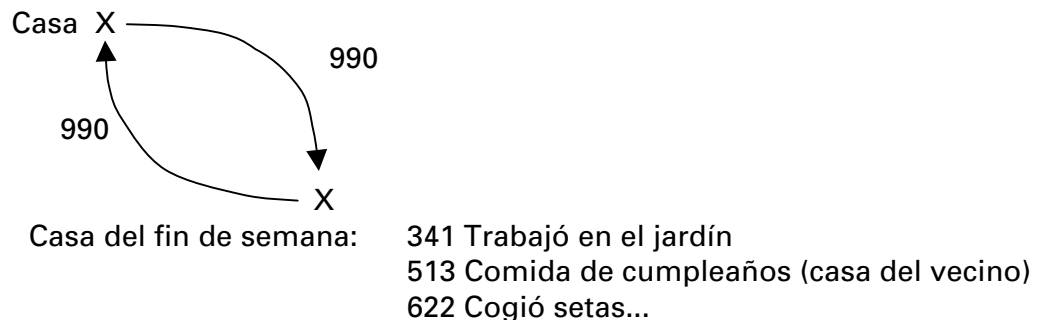 Casa X
990
990
X
Casa del fin de semana: 341 Trabajó en el jardín
513 Comida de cumpleaños (casa del vecino)
622 Cogió setas...